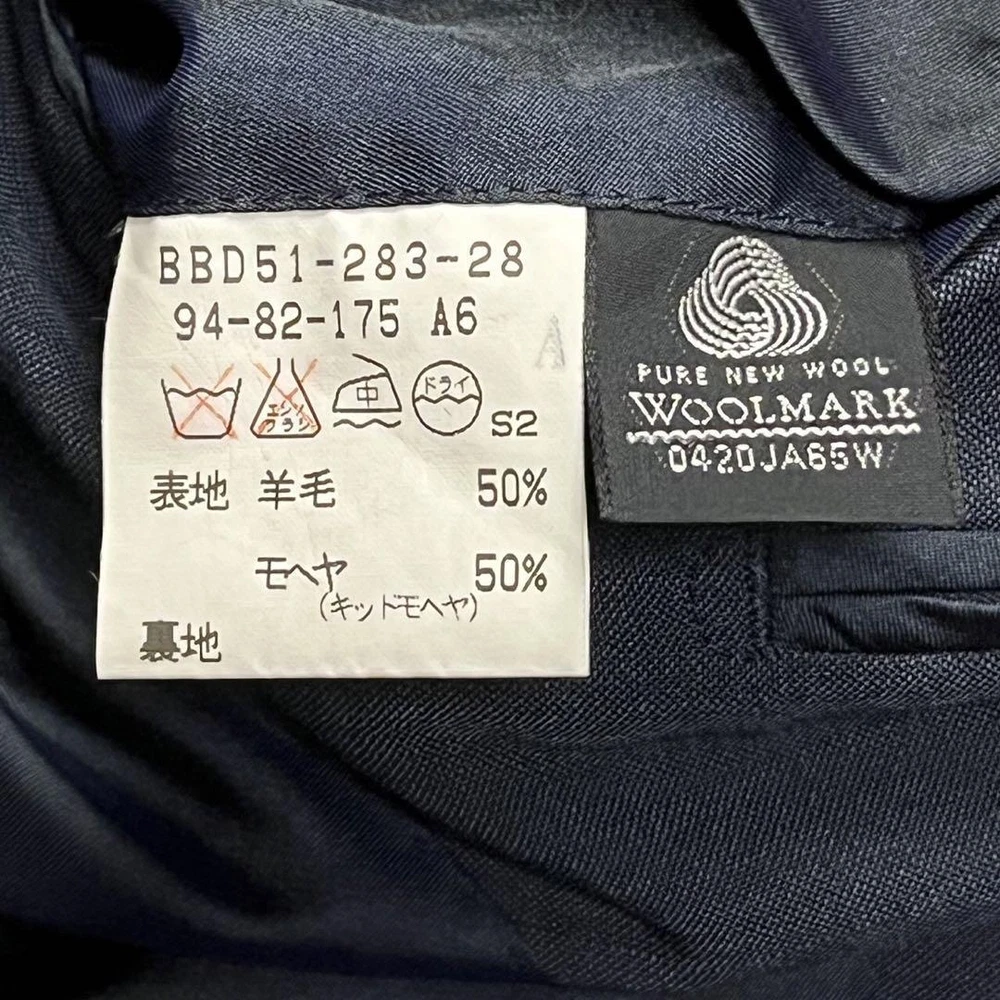 BBD51-283-28
94-82-175 A6
A
エンソ
フラシ
中
ドライ
S2
表地 羊毛 50%
モヘヤ 50%
(キッドモヘヤ)
裏地
PURE NEW WOOL
WOOLMARK
0420JA65W